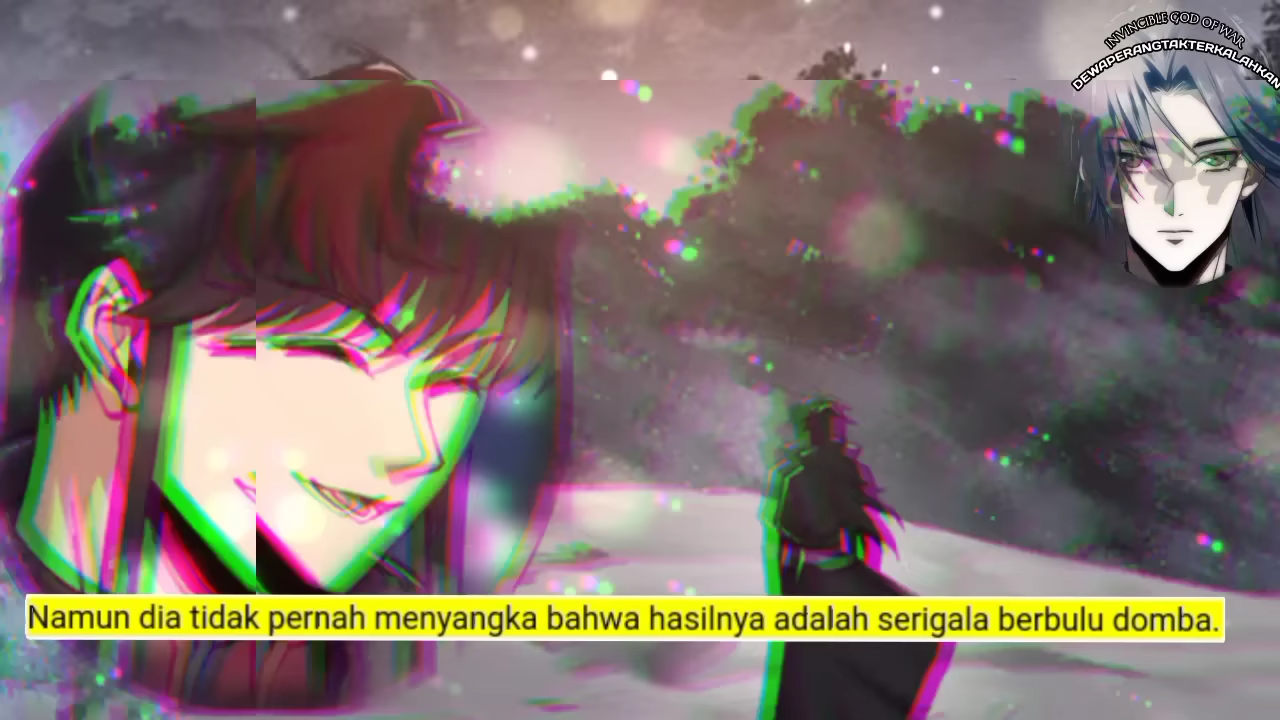 INVINCIBLE GOD OF WAR
DEWAPERANGTAKTERKALAHKAN
Namun dia tidak pernah menyangka bahwa hasilnya adalah serigala berbulu domba.